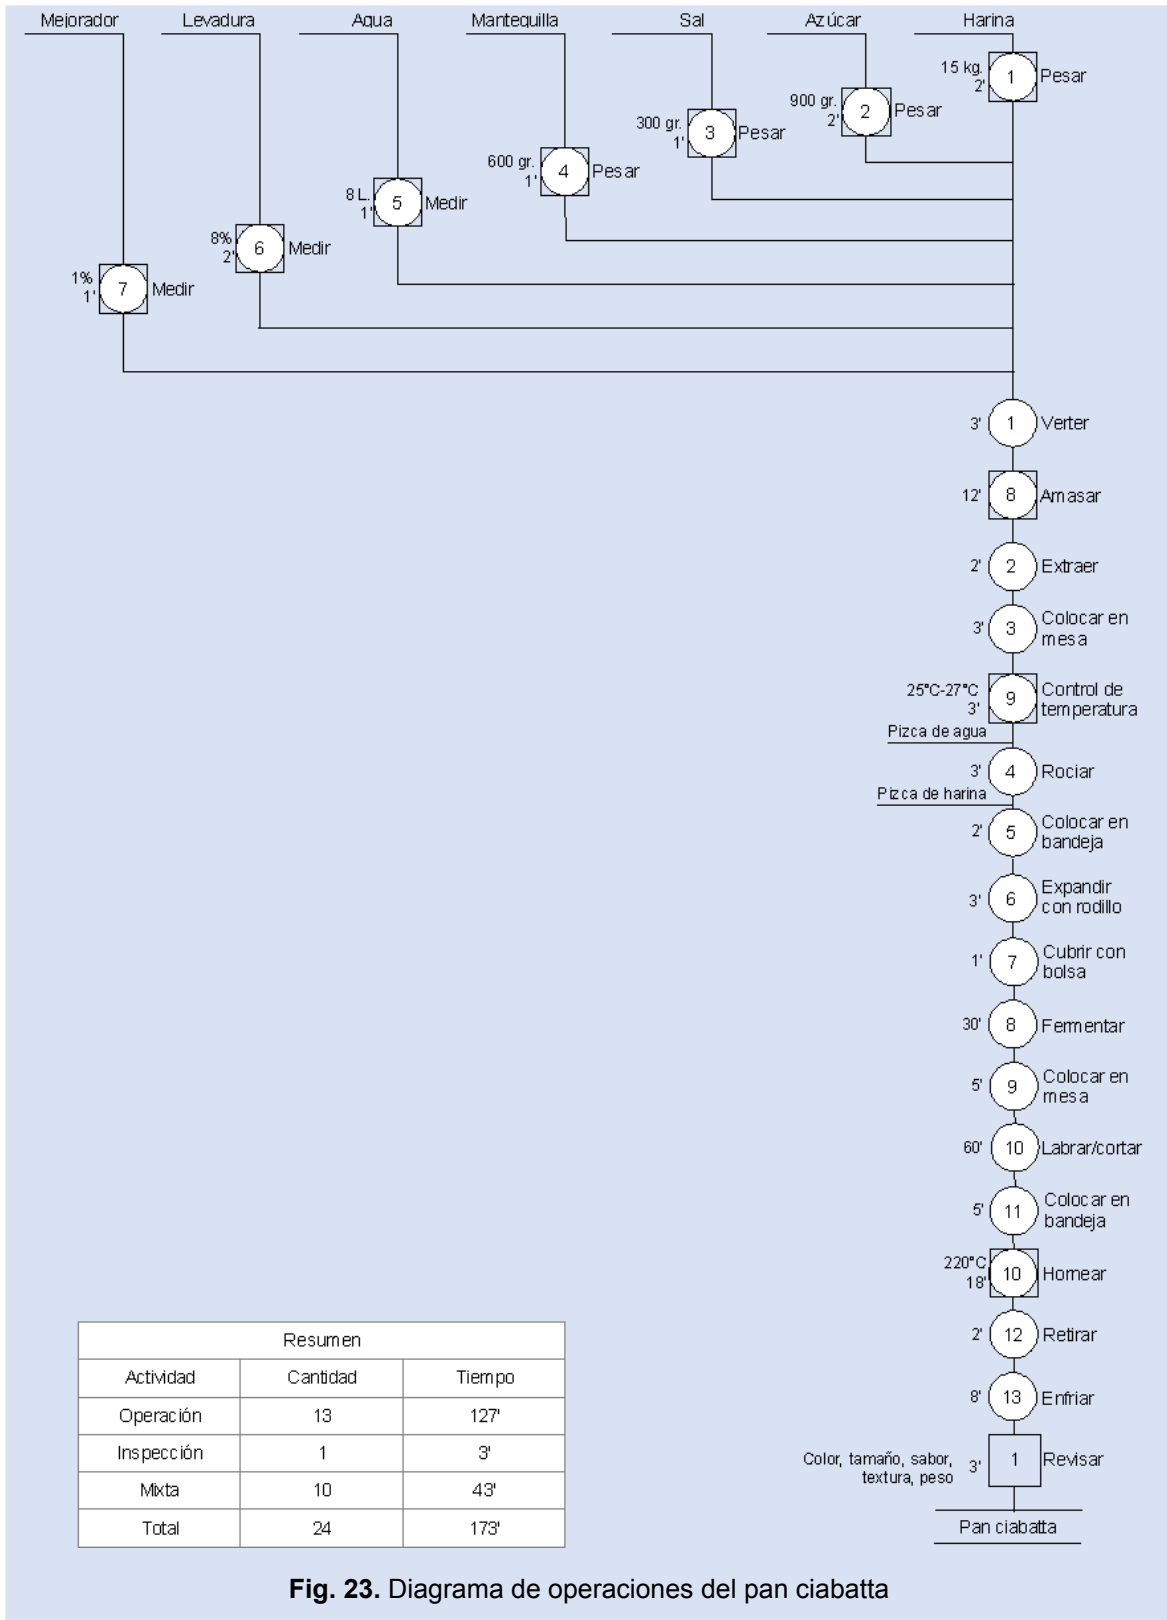 Mejorador
Levadura
Agua
Mantequilla
Sal
Azúcar
Harina
15 kg.
2'
1
Pesar
900 gr.
2'
2
Pesar
300 gr.
1'
3
Pesar
600 gr.
1'
4
Pesar
8 L.
1'
5
Medir
8%
2'
6
Medir
1%
1'
7
Medir
3'
1
Verter
12'
8
Amasar
2'
2
Extraer
3'
3
Colocar en
mesa
25°C-27°C
3'
9
Control de
temperatura
Pizca de agua
3'
4
Rociar
Pizca de harina
2'
5
Colocar en
bandeja
3'
6
Expandir
con rodillo
1'
7
Cubrir con
bolsa
30'
8
Fermentar
5'
9
Colocar en
mesa
60'
10
Labrar/cortar
5'
11
Colocar en
bandeja
220°C
18'
10
Hornear
2'
12
Retirar
8'
13
Enfriar
Color, tamaño, sabor,
textura, peso
3'
1
Revisar
Pan ciabatta
Resumen
Actividad Cantidad Tiempo
Operación 13 127'
Inspección 1 3'
Mixta 10 43'
Total 24 173'
Fig. 23. Diagrama de operaciones del pan ciabatta